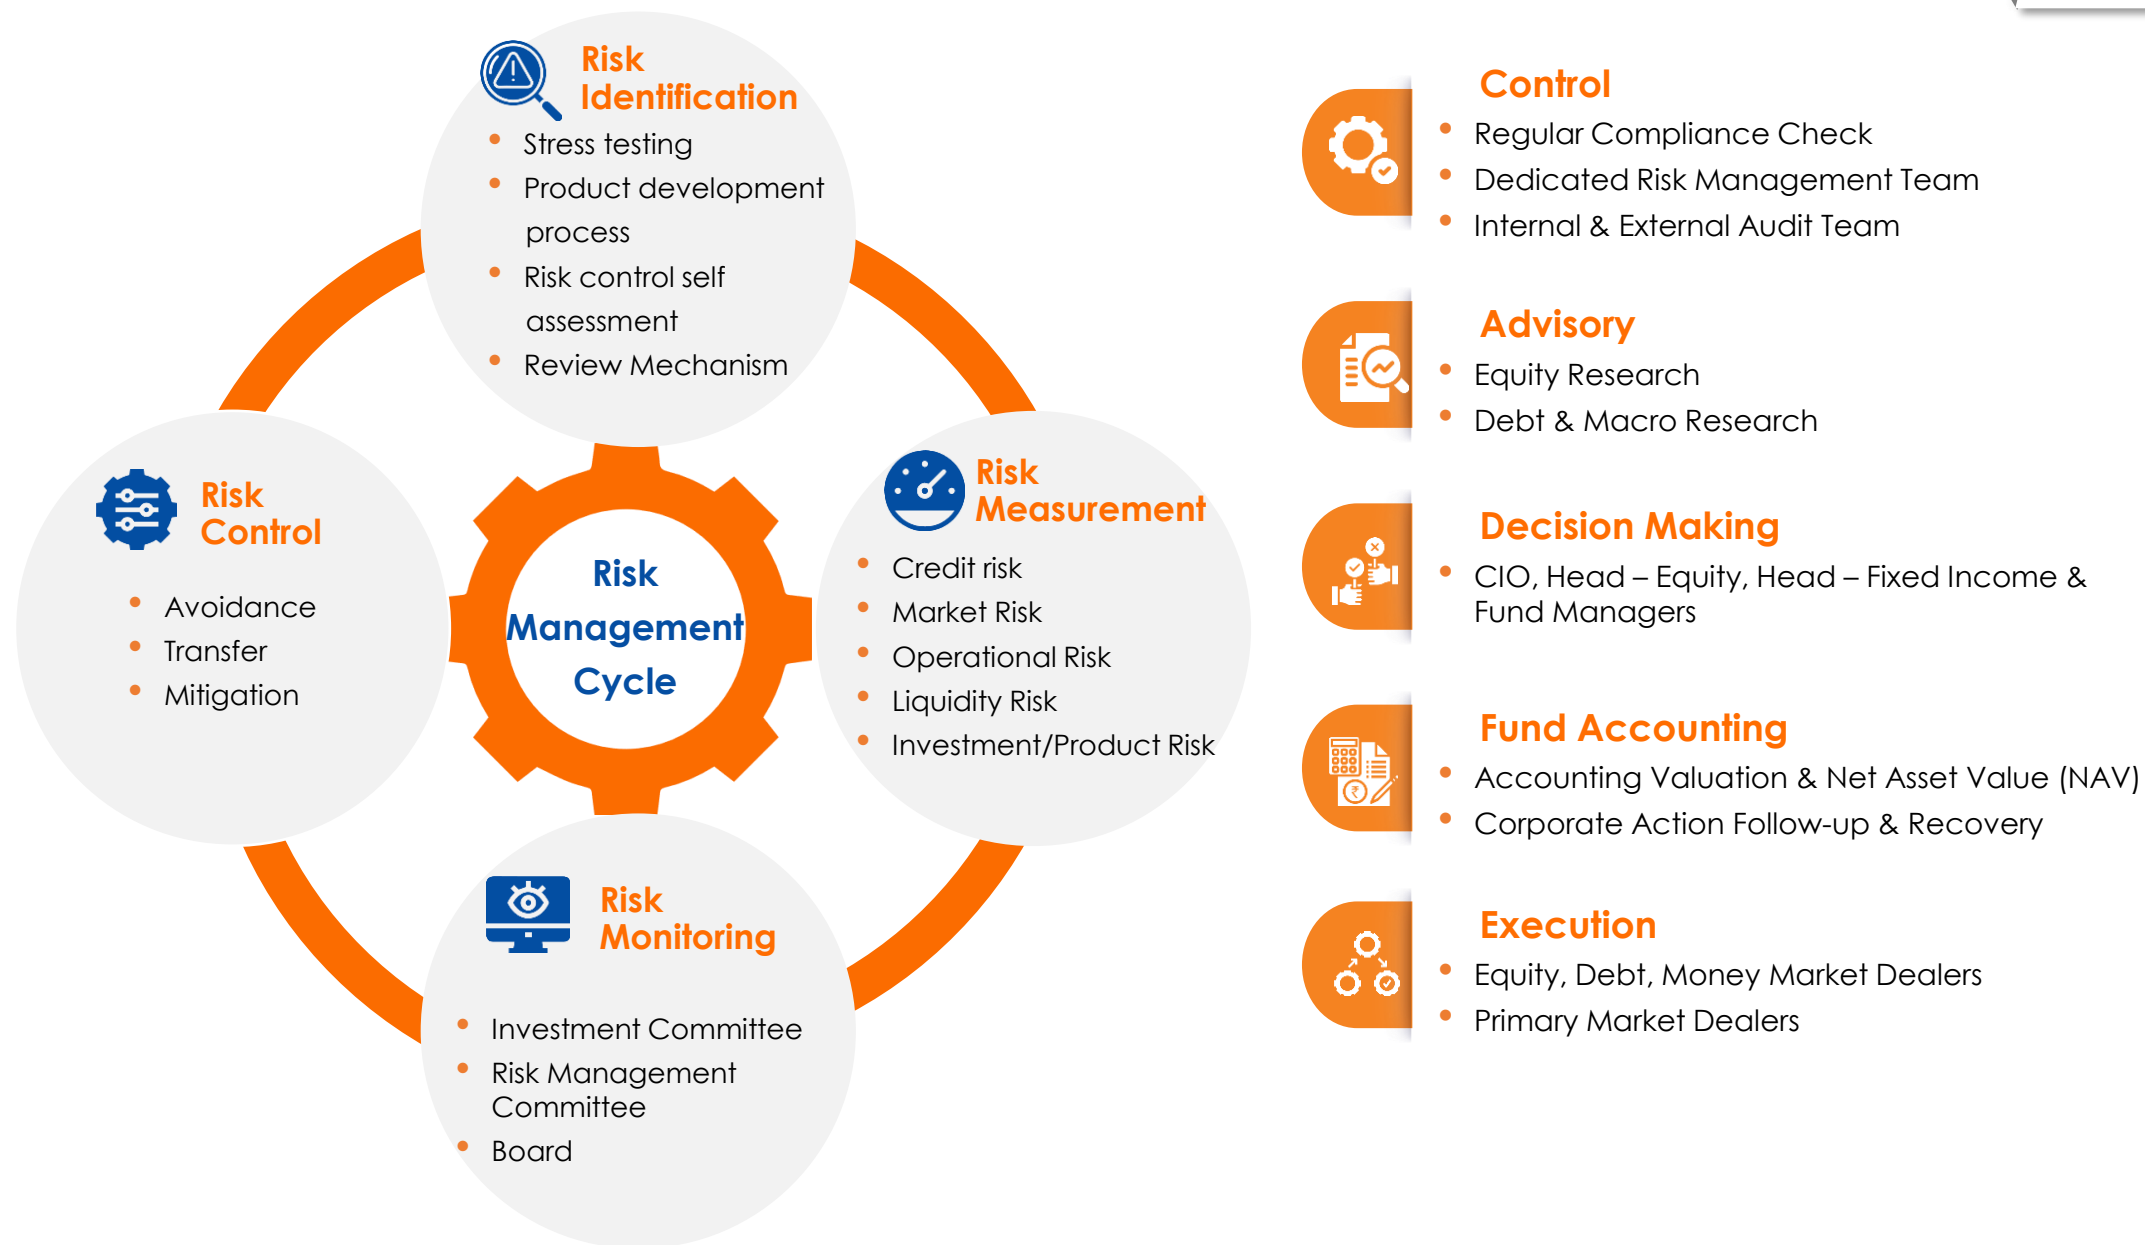 Risk
Identification
Stress testing
Product development
process
Risk control self
assessment
Review Mechanism
Risk
Control
Avoidance
Transfer
Mitigation
Risk
Management
Cycle
Risk
Measurement
Credit risk
Market Risk
Operational Risk
Liquidity Risk
Investment/Product Risk
Risk
Monitoring
Investment Committee
Risk Management
Committee
Board
Control
Regular Compliance Check
Dedicated Risk Management Team
Internal & External Audit Team
Advisory
Equity Research
Debt & Macro Research
Decision Making
CIO, Head – Equity, Head – Fixed Income &
Fund Managers
Fund Accounting
Accounting Valuation & Net Asset Value (NAV)
Corporate Action Follow-up & Recovery
Execution
Equity, Debt, Money Market Dealers
Primary Market Dealers